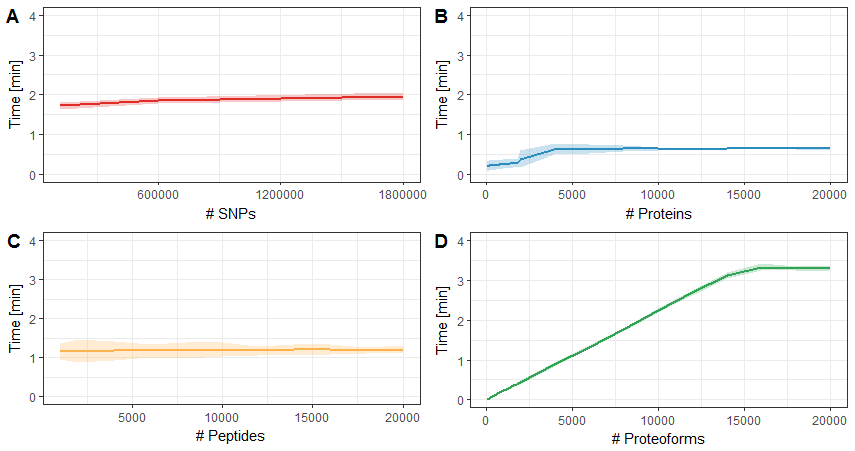 A
Time [min]
4
3
2
1
0
600000 1200000 1800000
# SNPs
B
Time [min]
4
3
2
1
0
0 5000 10000 15000 20000
# Proteins
C
Time [min]
4
3
2
1
0
5000 10000 15000 20000
# Peptides
D
Time [min]
4
3
2
1
0
0 5000 10000 15000 20000
# Proteoforms